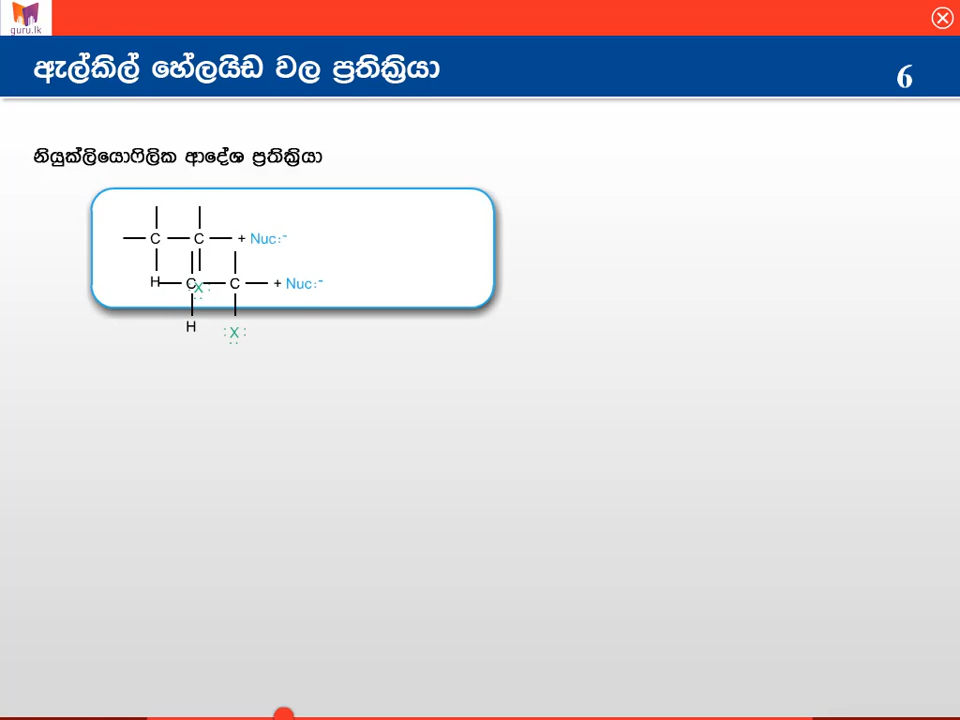 guru.lk
ඇල්කිල් හේලයිඩ වල ප්‍රතික්‍රියා
6
නියුක්ලියොෆිලික ආදේශ ප්‍රතික්‍රියා
C C + Nuc:⁻
H C C + Nuc:⁻
X
H X